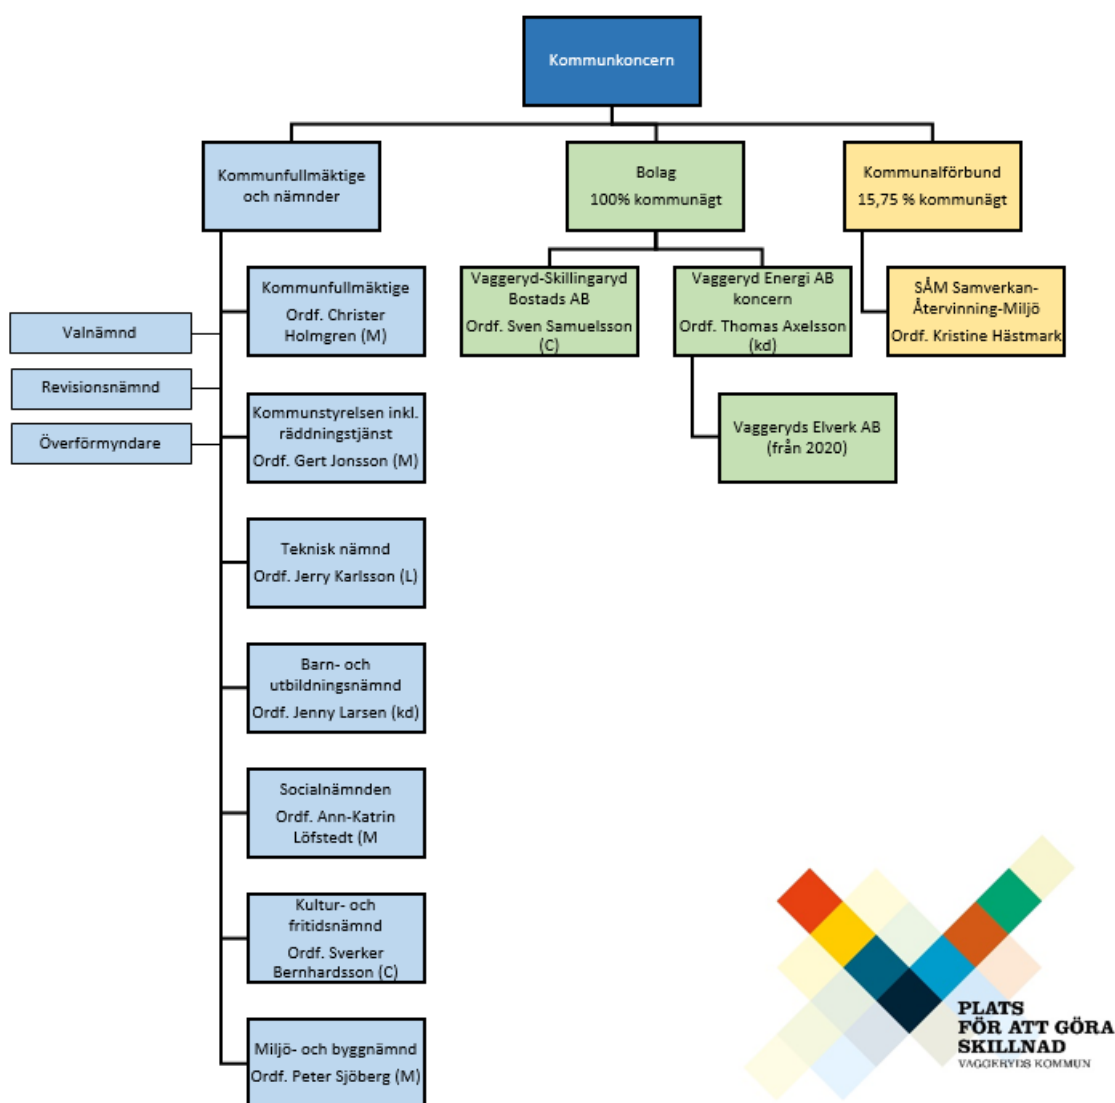 Kommunkoncern
Kommunfullmäktige
och nämnder
Bolag
100% kommunägt
Kommunalförbund
15,75 % kommunägt
Kommunfullmäktige
Ordf. Christer
Holmgren (M)
Vaggeryd-Skillingaryd
Bostads AB
Ordf. Sven Samuelsson
(C)
Vaggeryd Energi AB
koncern
Ordf. Thomas Axelsson
(kd)
SÅM Samverkan-
Återvinning-Miljö
Ordf. Kristine Hästmark
Valnämnd
Revisionsnämnd
Överförmyndare
Kommunstyrelsen inkl.
räddningstjänst
Ordf. Gert Jonsson (M)
Vaggeryds Elverk AB
(från 2020)
Teknisk nämnd
Ordf. Jerry Karlsson (L)
Barn- och
utbildningsnämnd
Ordf. Jenny Larsen (kd)
Socialnämnden
Ordf. Ann-Katrin
Löfstedt (M
Kultur- och
fritidsnämnd
Ordf. Sverker
Bernhardsson (C)
Miljö- och byggnämnd
Ordf. Peter Sjöberg (M)
PLATS
FÖR ATT GÖRA
SKILLNAD
VAGGERYDS KOMMUN